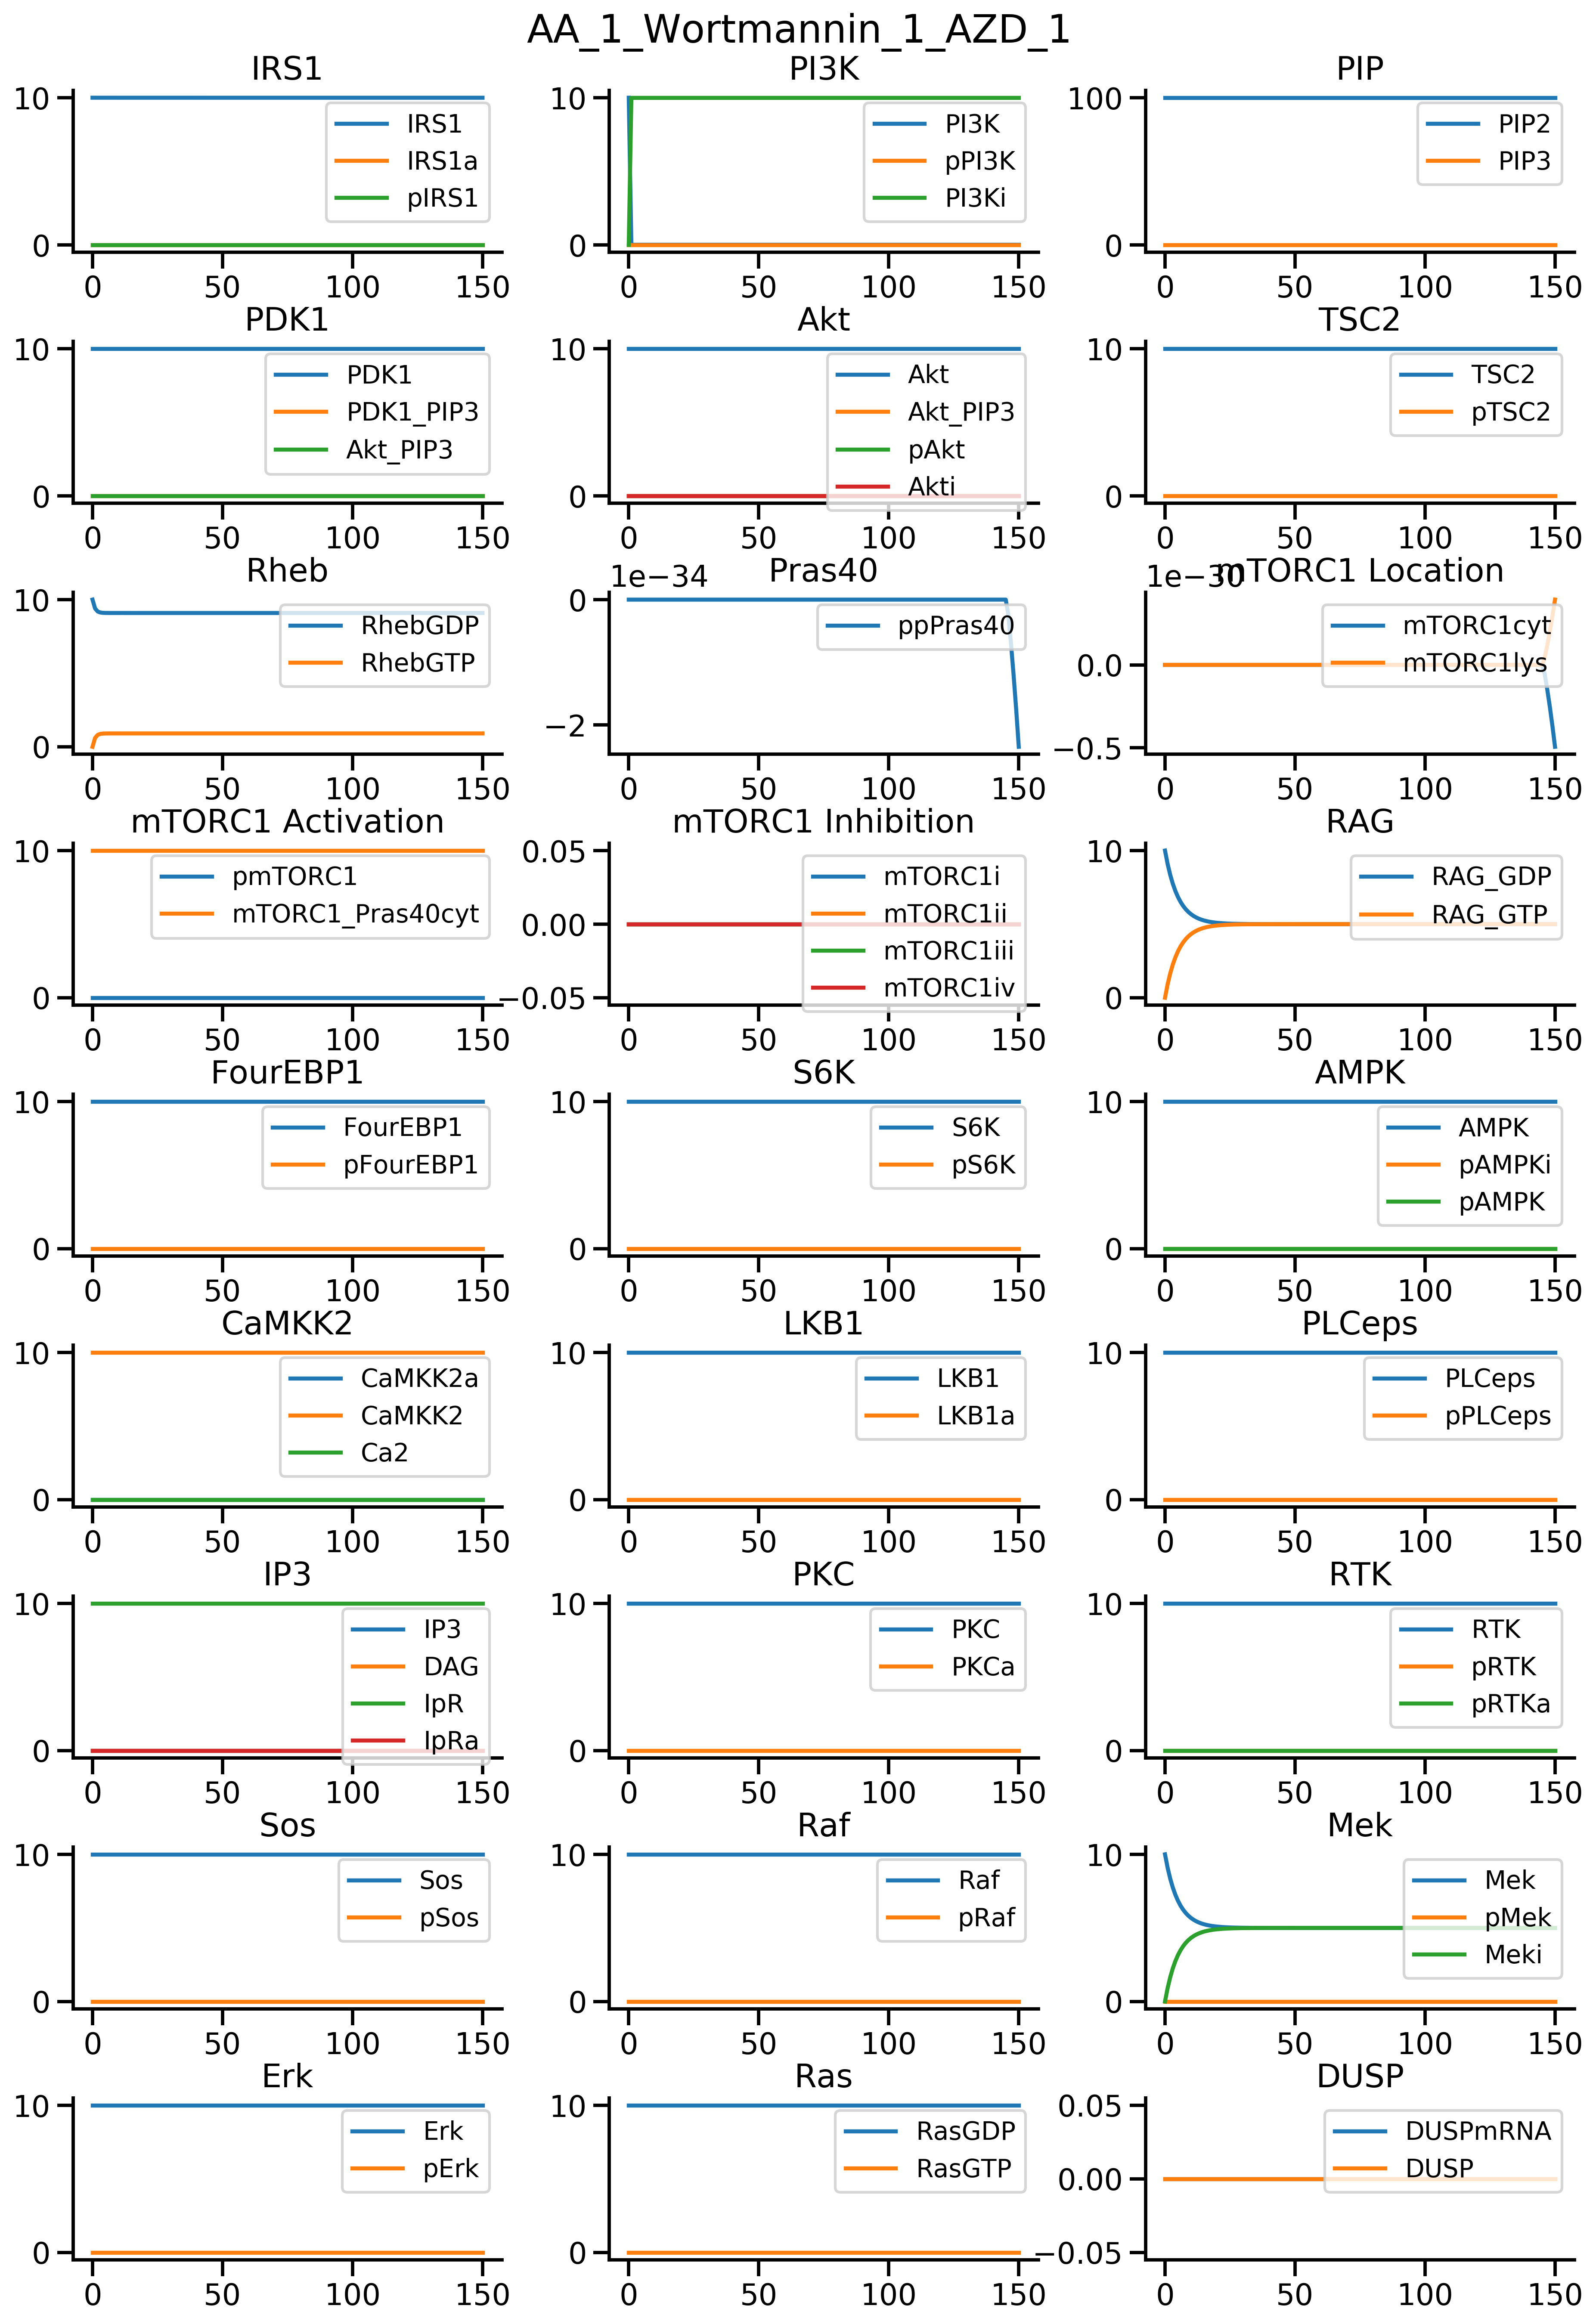 AA_1_Wortmannin_1_AZD_1
IRS1
10
0
0 50 100 150
IRS1
IRS1a
pIRS1
PI3K
10
0
0 50 100 150
PI3K
pPI3K
PI3Ki
PIP
100
0
0 50 100 150
PIP2
PIP3
PDK1
10
0
0 50 100 150
PDK1
PDK1_PIP3
Akt_PIP3
Akt
10
0
0 50 100 150
Akt
Akt_PIP3
pAkt
Akti
TSC2
10
0
0 50 100 150
TSC2
pTSC2
Rheb
10
0
0 50 100 150
RhebGDP
RhebGTP
1e−34
Pras40
0
−2
0 50 100 150
ppPras40
1e−30
mTORC1 Location
0.0
−0.5
0 50 100 150
mTORC1cyt
mTORC1lys
mTORC1 Activation
10
0
0 50 100 150
pmTORC1
mTORC1_Pras40cyt
mTORC1 Inhibition
0.05
0.00
−0.05
0 50 100 150
mTORC1i
mTORC1ii
mTORC1iii
mTORC1iv
RAG
10
0
0 50 100 150
RAG_GDP
RAG_GTP
FourEBP1
10
0
0 50 100 150
FourEBP1
pFourEBP1
S6K
10
0
0 50 100 150
S6K
pS6K
AMPK
10
0
0 50 100 150
AMPK
pAMPKi
pAMPK
CaMKK2
10
0
0 50 100 150
CaMKK2a
CaMKK2
Ca2
LKB1
10
0
0 50 100 150
LKB1
LKB1a
PLCeps
10
0
0 50 100 150
PLCeps
pPLCeps
IP3
10
0
0 50 100 150
IP3
DAG
IpR
IpRa
PKC
10
0
0 50 100 150
PKC
PKCa
RTK
10
0
0 50 100 150
RTK
pRTK
pRTKa
Sos
10
0
0 50 100 150
Sos
pSos
Raf
10
0
0 50 100 150
Raf
pRaf
Mek
10
0
0 50 100 150
Mek
pMek
Meki
Erk
10
0
0 50 100 150
Erk
pErk
Ras
10
0
0 50 100 150
RasGDP
RasGTP
DUSP
0.05
0.00
−0.05
0 50 100 150
DUSPmRNA
DUSP